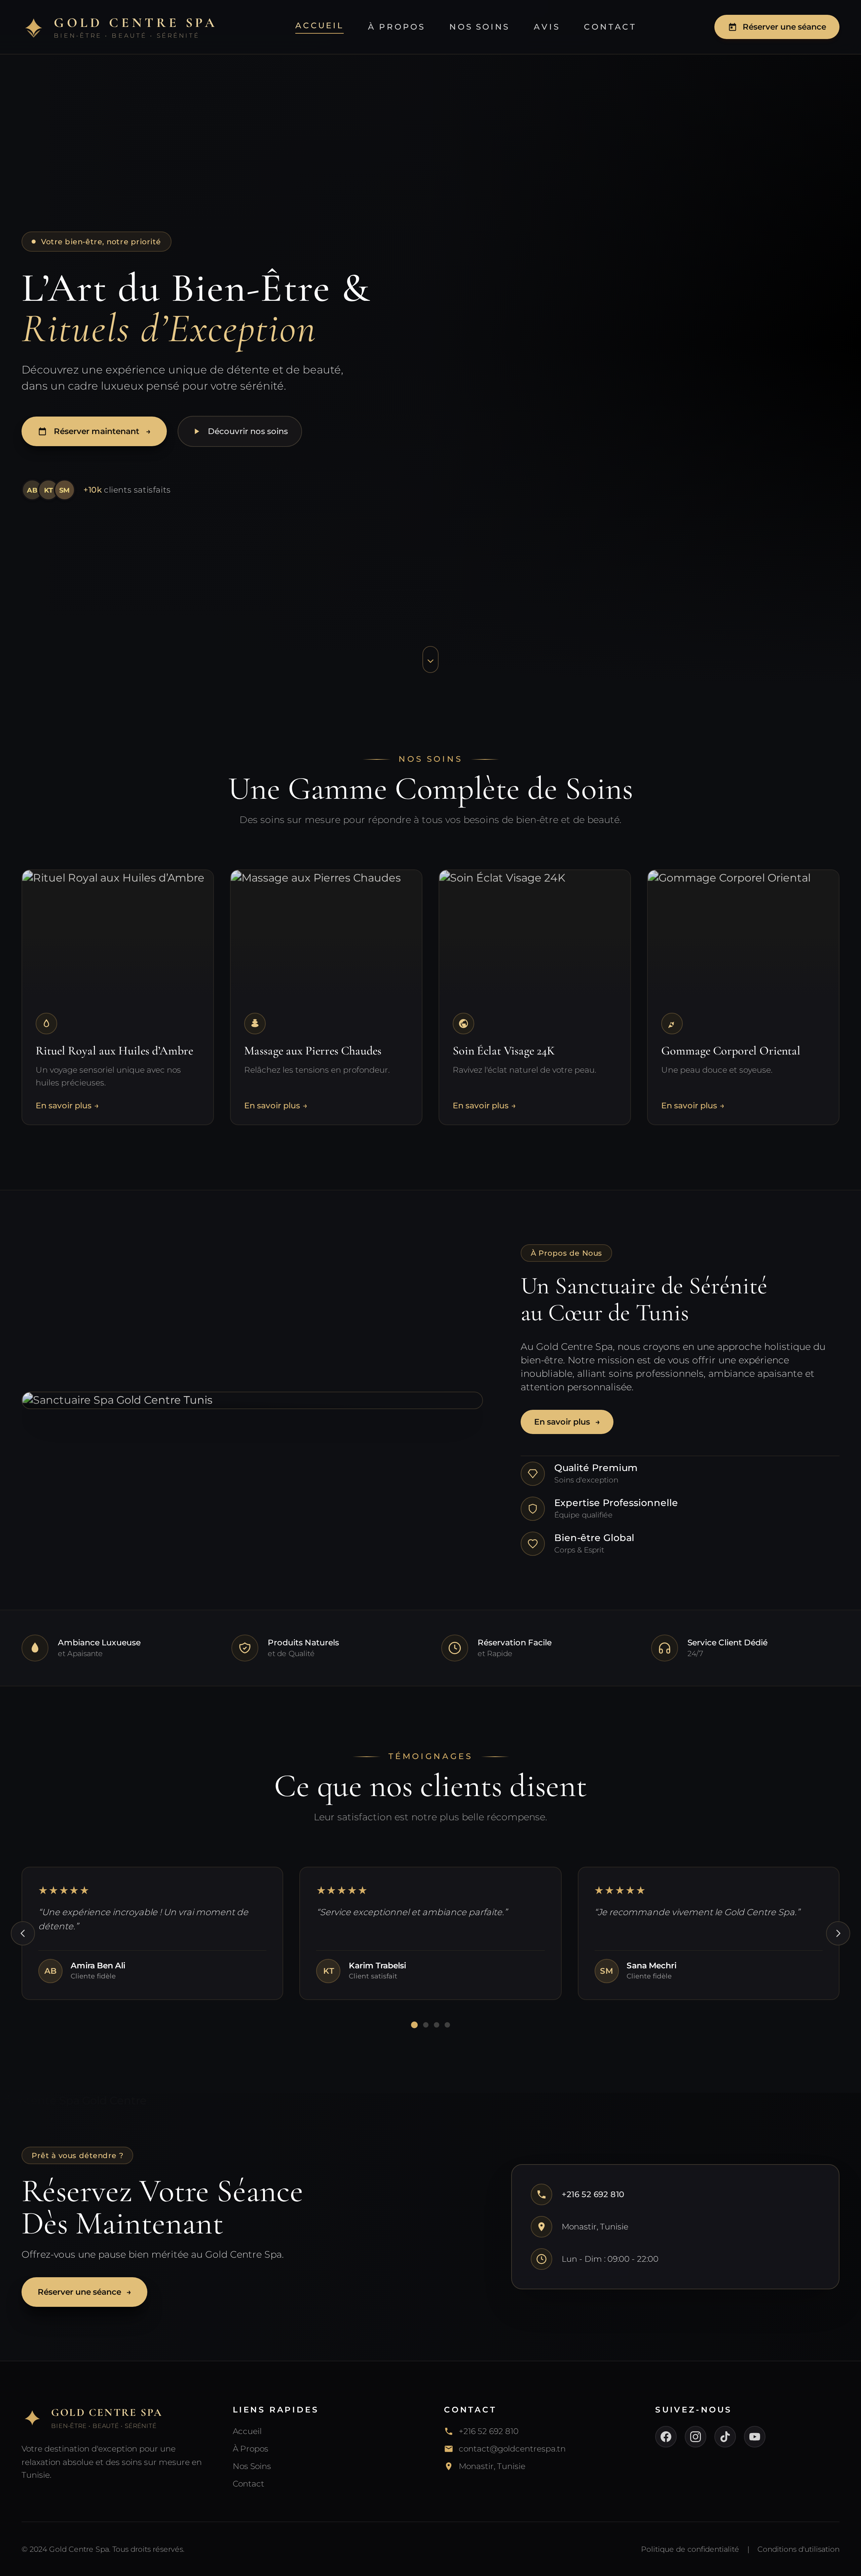 GOLD CENTRE SPA
BIEN-ÊTRE • BEAUTÉ • SÉRÉNITÉ
ACCUEIL
À PROPOS
NOS SOINS
AVIS
CONTACT
Réserver une séance
Votre bien-être, notre priorité
L’Art du Bien-Être &
Rituels d’Exception
Découvrez une expérience unique de détente et de beauté,
dans un cadre luxueux pensé pour votre sérénité.
Réserver maintenant →
Découvrir nos soins
AB KT SM +10k clients satisfaits
NOS SOINS
Une Gamme Complète de Soins
Des soins sur mesure pour répondre à tous vos besoins de bien-être et de beauté.
Rituel Royal aux Huiles d’Ambre
Rituel Royal aux Huiles d’Ambre
Un voyage sensoriel unique avec nos
huiles précieuses.
En savoir plus →
Massage aux Pierres Chaudes
Massage aux Pierres Chaudes
Relâchez les tensions en profondeur.
En savoir plus →
Soin Éclat Visage 24K
Soin Éclat Visage 24K
Ravivez l’éclat naturel de votre peau.
En savoir plus →
Gommage Corporel Oriental
Gommage Corporel Oriental
Une peau douce et soyeuse.
En savoir plus →
Sanctuaire Spa Gold Centre Tunis
À Propos de Nous
Un Sanctuaire de Sérénité
au Cœur de Tunis
Au Gold Centre Spa, nous croyons en une approche holistique du
bien-être. Notre mission est de vous offrir une expérience
inoubliable, alliant soins professionnels, ambiance apaisante et
attention personnalisée.
En savoir plus →
Qualité Premium
Soins d’exception
Expertise Professionnelle
Équipe qualifiée
Bien-être Global
Corps & Esprit
Ambiance Luxueuse
et Apaisante
Produits Naturels
et de Qualité
Réservation Facile
et Rapide
Service Client Dédié
24/7
TÉMOIGNAGES
Ce que nos clients disent
Leur satisfaction est notre plus belle récompense.
★★★★★
“Une expérience incroyable ! Un vrai moment de
détente.”
AB
Amira Ben Ali
Cliente fidèle
★★★★★
“Service exceptionnel et ambiance parfaite.”
KT
Karim Trabelsi
Client satisfait
★★★★★
“Je recommande vivement le Gold Centre Spa.”
SM
Sana Mechri
Cliente fidèle
Prêt à vous détendre ?
Réservez Votre Séance
Dès Maintenant
Offrez-vous une pause bien méritée au Gold Centre Spa.
Réserver une séance →
+216 52 692 810
Monastir, Tunisie
Lun - Dim : 09:00 - 22:00
GOLD CENTRE SPA
BIEN-ÊTRE • BEAUTÉ • SÉRÉNITÉ
Votre destination d’exception pour une
relaxation absolue et des soins sur mesure en
Tunisie.
LIENS RAPIDES
Accueil
À Propos
Nos Soins
Contact
CONTACT
+216 52 692 810
contact@goldcentrespa.tn
Monastir, Tunisie
SUIVEZ-NOUS
© 2024 Gold Centre Spa. Tous droits réservés.
Politique de confidentialité | Conditions d’utilisation